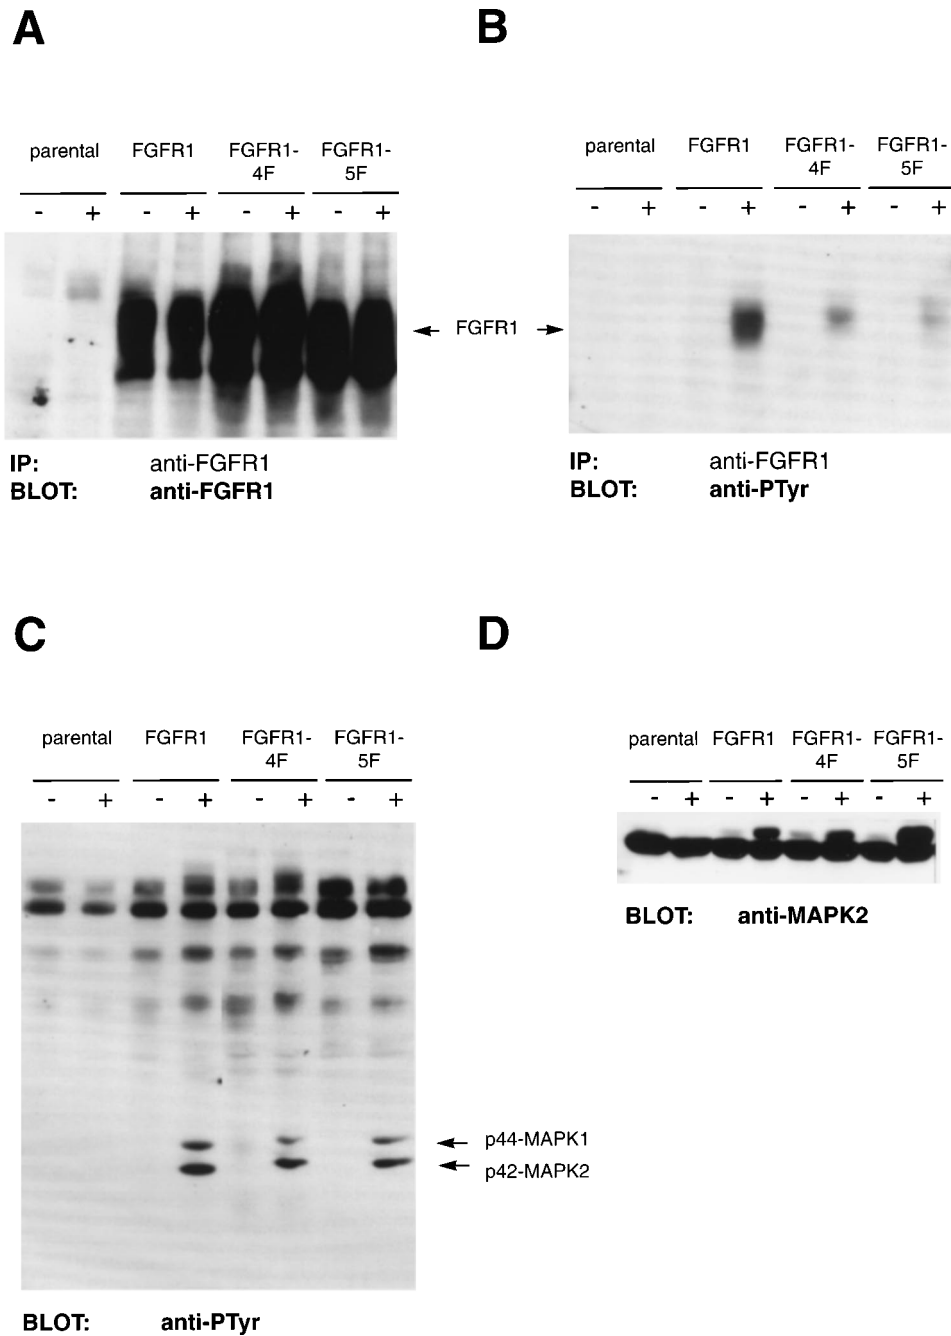 A
parental FGFR1 FGFR1-4F FGFR1-5F
- + - + - + - +
FGFR1
IP: anti-FGFR1
BLOT: anti-FGFR1
B
parental FGFR1 FGFR1-4F FGFR1-5F
- + - + - + - +
IP: anti-FGFR1
BLOT: anti-PTyr
C
parental FGFR1 FGFR1-4F FGFR1-5F
- + - + - + - +
p44-MAPK1
p42-MAPK2
BLOT: anti-PTyr
D
parental FGFR1 FGFR1-4F FGFR1-5F
- + - + - + - +
BLOT: anti-MAPK2